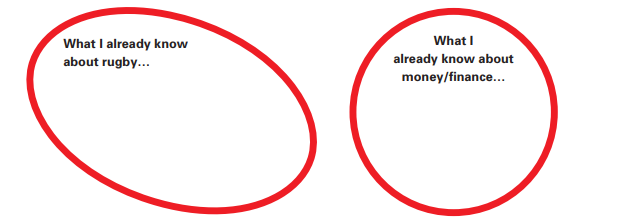 What I already know
about rugby…
What I
already know about
money/finance…